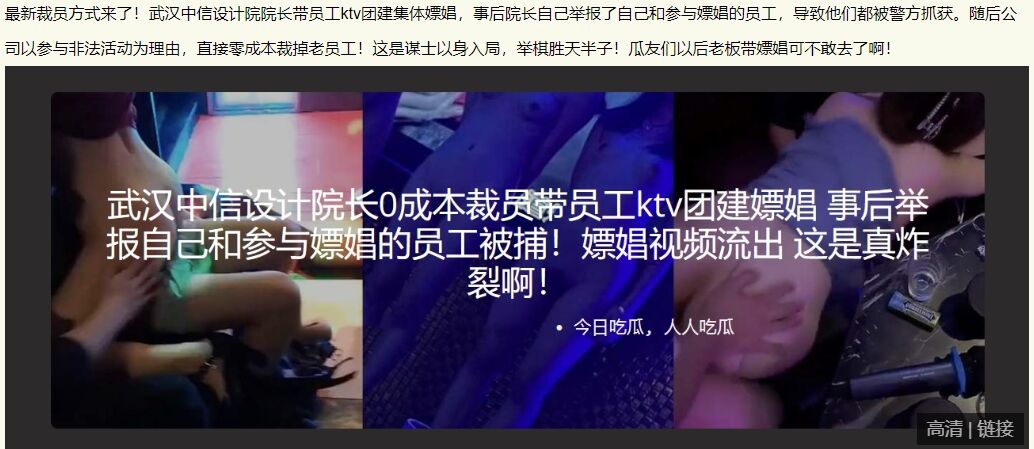 最新裁员方式来了！武汉中信设计院院长带员工ktv团建集体嫖娼，事后院长自己举报了自己和参与嫖娼的员工，导致他们都被警方抓获。随后公
司以参与非法活动为理由，直接零成本裁掉老员工！这是谋士以身入局，举棋胜天半子！瓜友们以后老板带嫖娼可不敢去了啊！
武汉中信设计院长0成本裁员带员工ktv团建嫖娼 事后举
报自己和参与嫖娼的员工被捕！嫖娼视频流出 这是真炸
裂啊！
• 今日吃瓜，人人吃瓜
高清 | 链接